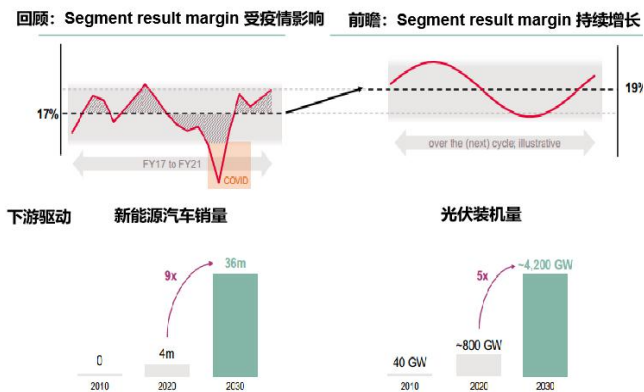 回顾：Segment result margin 受疫情影响
前瞻：Segment result margin 持续增长
17%
19%
FY17 to FY21
COVID
over the (next) cycle; illustrative
下游驱动
新能源汽车销量
光伏装机量
36m
9x
4m
0
2010
2020
2030
~4,200 GW
5x
~800 GW
40 GW
2010
2020
2030